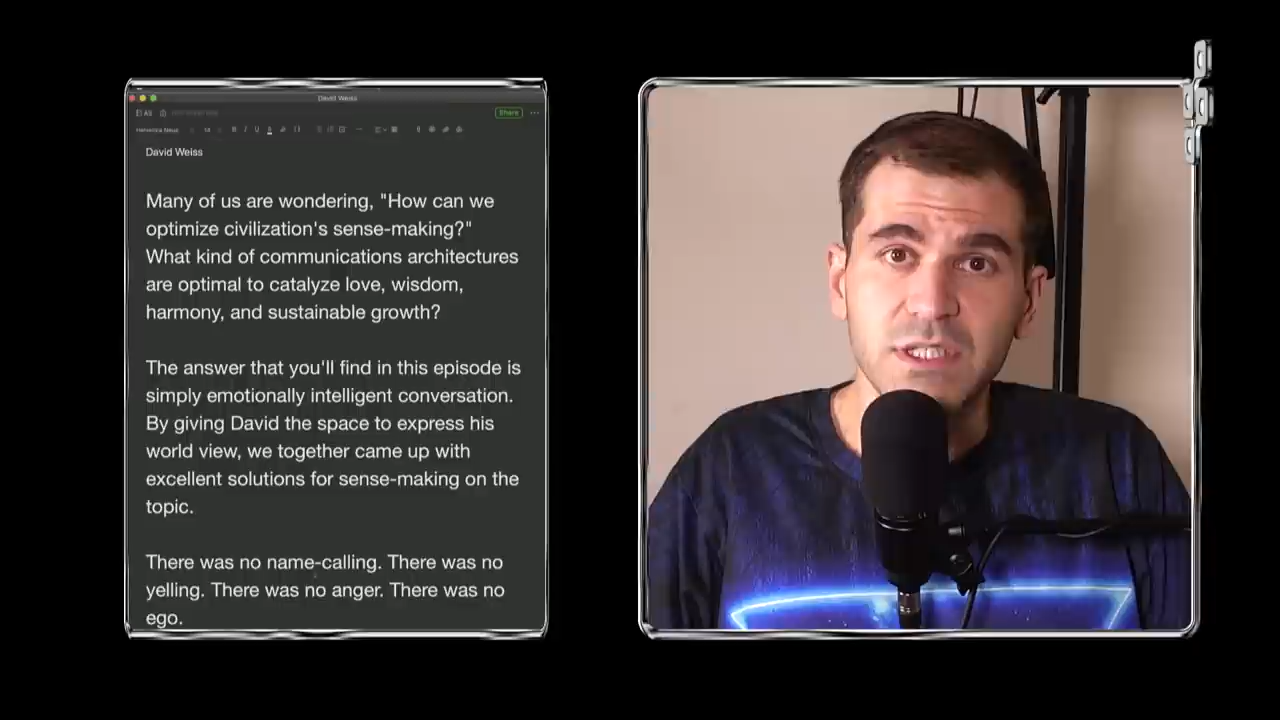 David Weiss
Share
Helvetica Neue
David Weiss
Many of us are wondering, "How can we
optimize civilization's sense-making?"
What kind of communications architectures
are optimal to catalyze love, wisdom,
harmony, and sustainable growth?
The answer that you'll find in this episode is
simply emotionally intelligent conversation.
By giving David the space to express his
world view, we together came up with
excellent solutions for sense-making on the
topic.
There was no name-calling. There was no
yelling. There was no anger. There was no
ego.